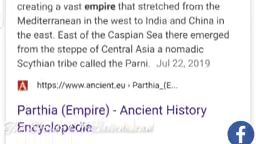 creating a vast empire that stretched from the
Mediterranean in the west to India and China in
the east. East of the Caspian Sea there emerged
from the steppe of Central Asia a nomadic
Scythian tribe called the Parni. Jul 22, 2019
A https://www.ancient.eu › Parthia_(E...
Parthia (Empire) - Ancient History
Encyclopedia
f